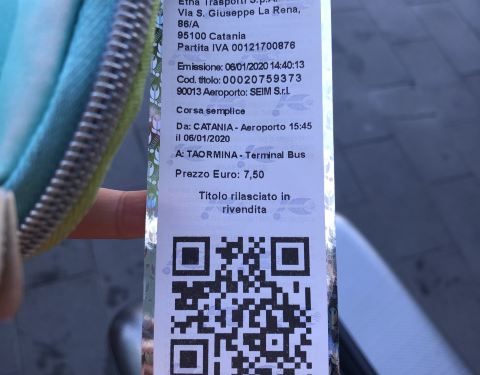 Etna Trasporti S.p.A.
Via S. Giuseppe La Rena,
86/A
95100 Catania
Partita IVA 00121700876
Emissione: 06/01/2020 14:40:13
Cod. titolo: 00020759373
90013 Aeroporto: SEIM S.r.l.
Corsa semplice
Da: CATANIA - Aeroporto 15:45
il 06/01/2020
A: TAORMINA - Terminal Bus
Prezzo Euro: 7,50
Titolo rilasciato in
rivendita